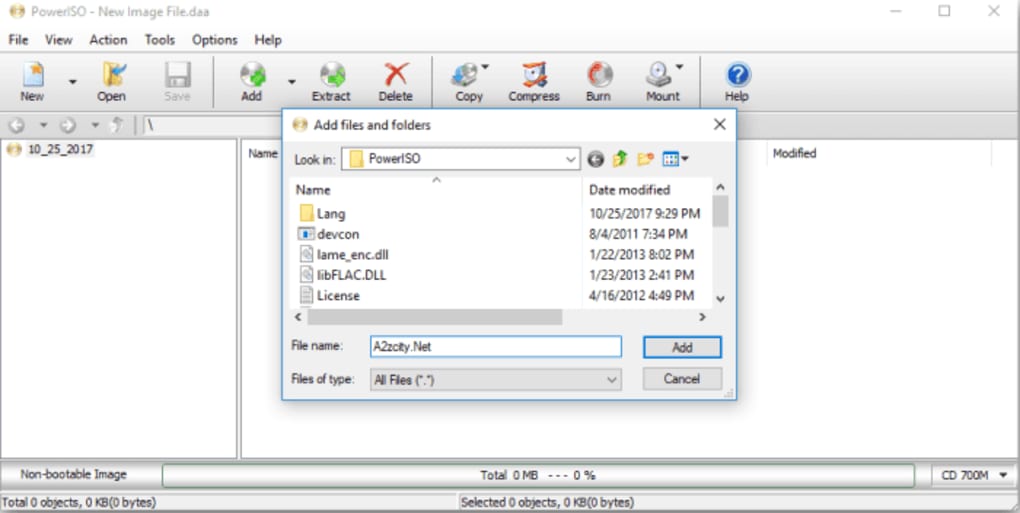 PowerISO - New Image File.daa
File View Action Tools Options Help
New Open Save Add Extract Delete Copy Compress Burn Mount Help
\
10_25_2017
Name Modified
Add files and folders
Look in: PowerISO
Name Date modified
Lang 10/25/2017 9:29 PM
devcon 8/4/2011 7:34 PM
lame_enc.dll 1/22/2013 8:02 PM
libFLAC.DLL 1/23/2013 2:41 PM
License 4/16/2012 4:49 PM
File name: A2zcity.Net Add
Files of type: All Files (*.*) Cancel
Non-bootable Image Total 0 MB --- 0 % CD 700M
Total 0 objects, 0 KB(0 bytes) Selected 0 objects, 0 KB(0 bytes)